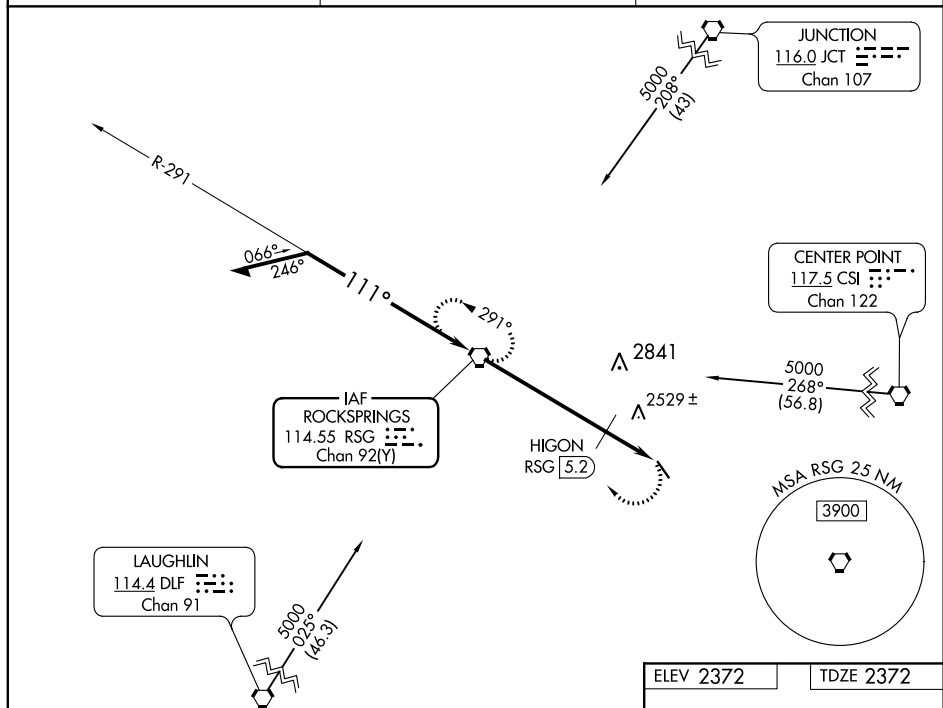 JUNCTION
116.0 JCT
Chan 107
5000
208°
(43)
R-291
066°
246°
111°
291°
CENTER POINT
117.5 CSI
Chan 122
2841
5000
268°
(56.8)
2529 ±
IAF
ROCKSPRINGS
114.55 RSG
Chan 92(Y)
HIGON
RSG 5.2
MSA RSG 25 NM
3900
LAUGHLIN
114.4 DLF
Chan 91
5000
025°
(46.3)
ELEV 2372
TDZE 2372